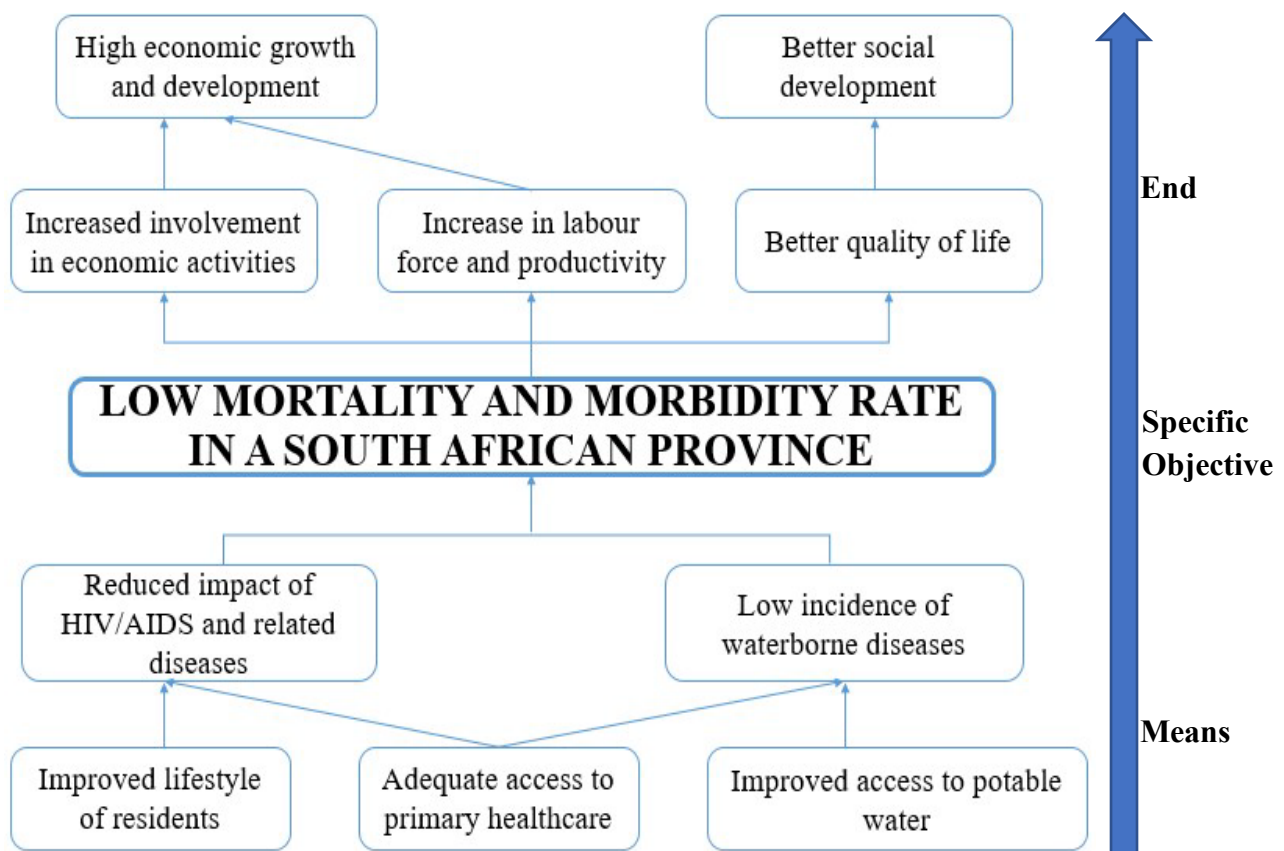 High economic growth
and development
Better social
development
End
Increased involvement
in economic activities
Increase in labour
force and productivity
Better quality of life
LOW MORTALITY AND MORBIDITY RATE
IN A SOUTH AFRICAN PROVINCE
Specific
Objective
Reduced impact of
HIV/AIDS and related
diseases
Low incidence of
waterborne diseases
Means
Improved lifestyle
of residents
Adequate access to
primary healthcare
Improved access to potable
water